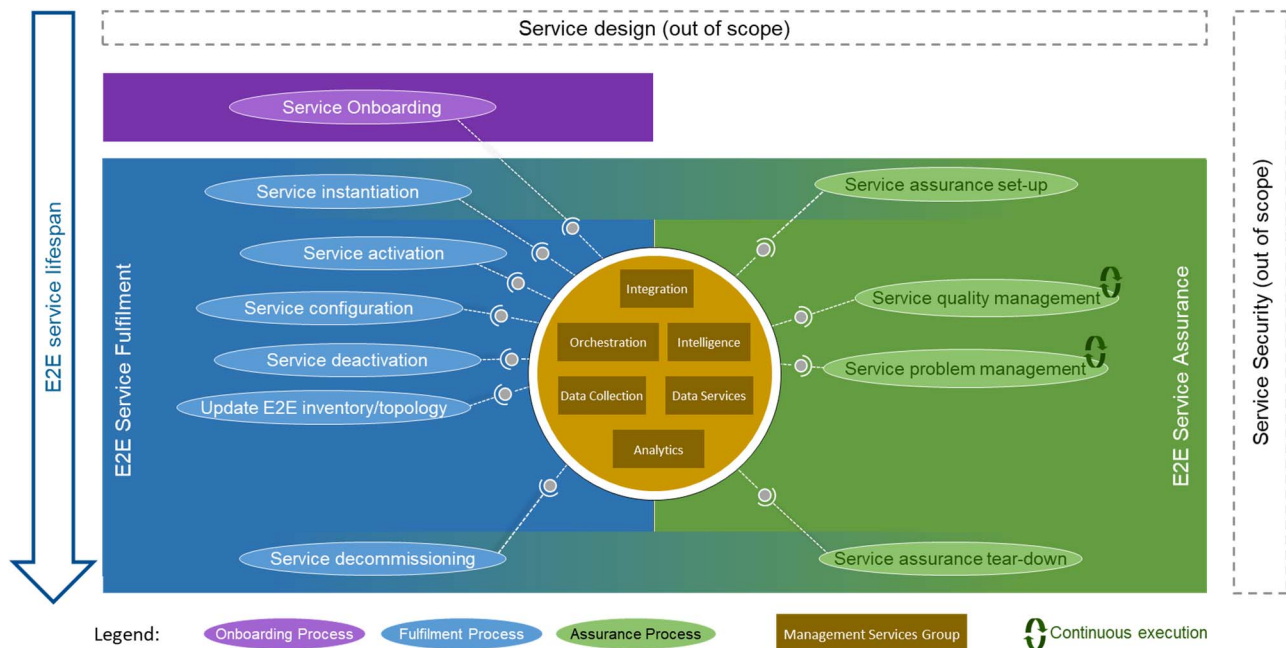 Service design (out of scope)
Service Onboarding
Service instantiation
Service activation
Service configuration
Service deactivation
Update E2E inventory/topology
Service decommissioning
E2E service lifespan
E2E Service Fulfilment
Integration
Orchestration
Intelligence
Data Collection
Data Services
Analytics
Service assurance set-up
Service quality management
Service problem management
Service assurance tear-down
E2E Service Assurance
Service Security (out of scope)
Legend:
Onboarding Process
Fulfilment Process
Assurance Process
Management Services Group
Continuous execution